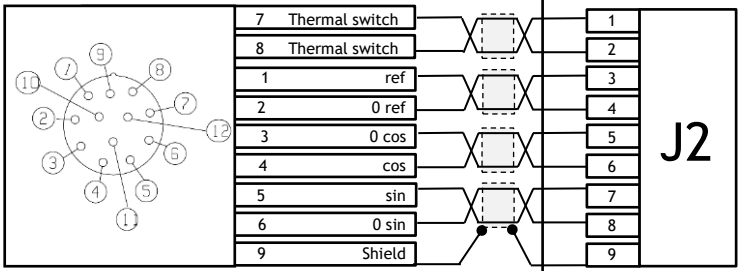 7 Thermal switch 1
8 Thermal switch 2
1 ref 3
2 0 ref 4
3 0 cos 5
4 cos 6
5 sin 7
6 0 sin 8
9 Shield 9
J2
9
1
8
10
7
2
12
3
6
4
5
11